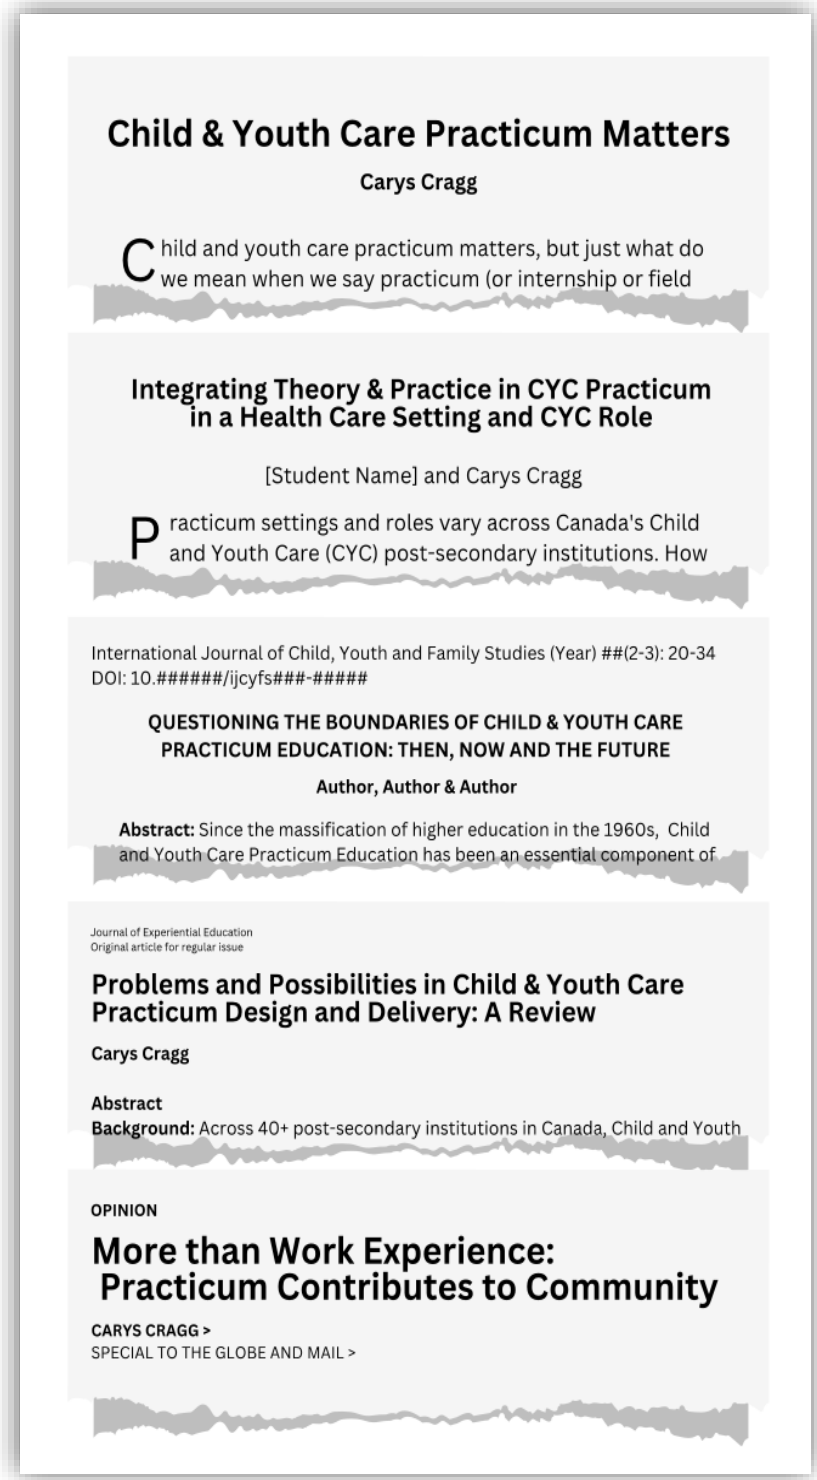 Child & Youth Care Practicum Matters
Carys Cragg
Child and youth care practicum matters, but just what do
we mean when we say practicum (or internship or field
Integrating Theory & Practice in CYC Practicum
in a Health Care Setting and CYC Role
[Student Name] and Carys Cragg
Practicum settings and roles vary across Canada's Child
and Youth Care (CYC) post-secondary institutions. How
International Journal of Child, Youth and Family Studies (Year) ##(2-3): 20-34
DOI: 10.######/ijcyfs###-#####
QUESTIONING THE BOUNDARIES OF CHILD & YOUTH CARE
PRACTICUM EDUCATION: THEN, NOW AND THE FUTURE
Author, Author & Author
Abstract: Since the massification of higher education in the 1960s, Child
and Youth Care Practicum Education has been an essential component of
Journal of Experiential Education
Original article for regular issue
Problems and Possibilities in Child & Youth Care
Practicum Design and Delivery: A Review
Carys Cragg
Abstract
Background: Across 40+ post-secondary institutions in Canada, Child and Youth
OPINION
More than Work Experience:
Practicum Contributes to Community
CARYS CRAGG >
SPECIAL TO THE GLOBE AND MAIL >